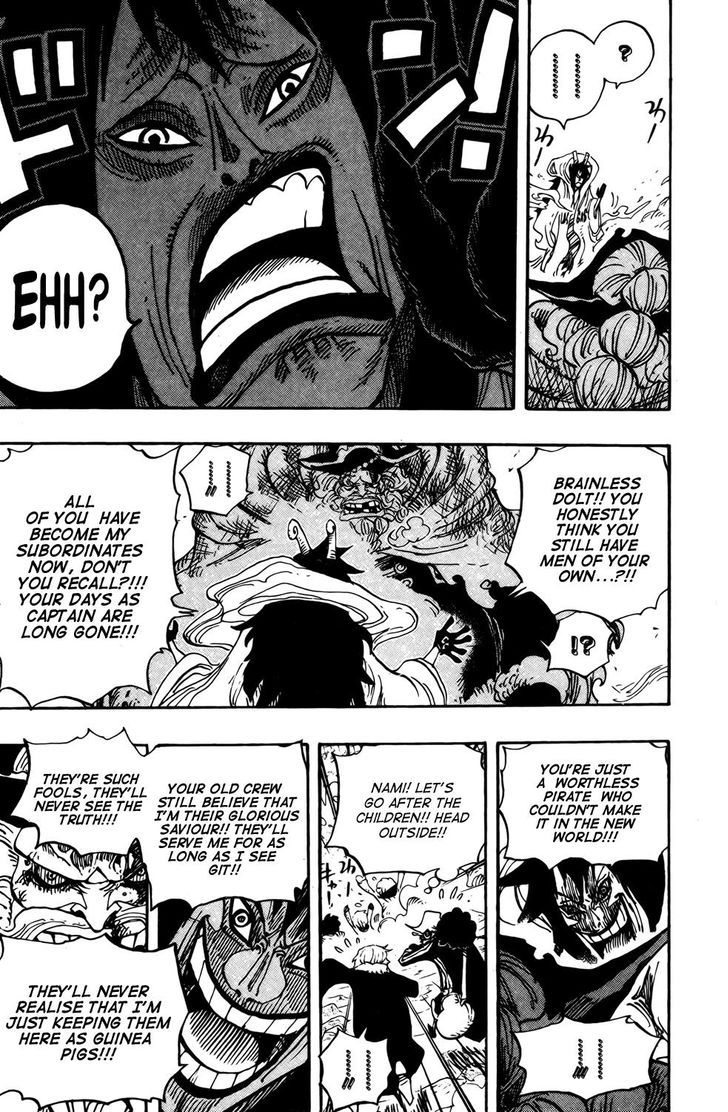 ?
!!
!!
EHH?
BRAINLESS
DOLT!! YOU
HONESTLY
THINK YOU
STILL HAVE
MEN OF YOUR
OWN...?!!
!?
!!
ALL
OF YOU HAVE
BECOME MY
SUBORDINATES
NOW, DON'T
YOU RECALL?!!!
YOUR DAYS AS
CAPTAIN ARE
LONG GONE!!!
YOU'RE JUST
A WORTHLESS
PIRATE WHO
COULDN'T MAKE
IT IN THE NEW
WORLD!!!
NAMI! LET'S
GO AFTER THE
CHILDREN!! HEAD
OUTSIDE!!
YOUR OLD CREW
STILL BELIEVE THAT
I'M THEIR GLORIOUS
SAVIOUR!! THEY'LL
SERVE ME FOR AS
LONG AS I SEE
GIT!!
THEY'RE SUCH
FOOLS, THEY'LL
NEVER SEE THE
TRUTH!!!
THEY'LL NEVER
REALISE THAT I'M
JUST KEEPING THEM
HERE AS GUINEA
PIGS!!!